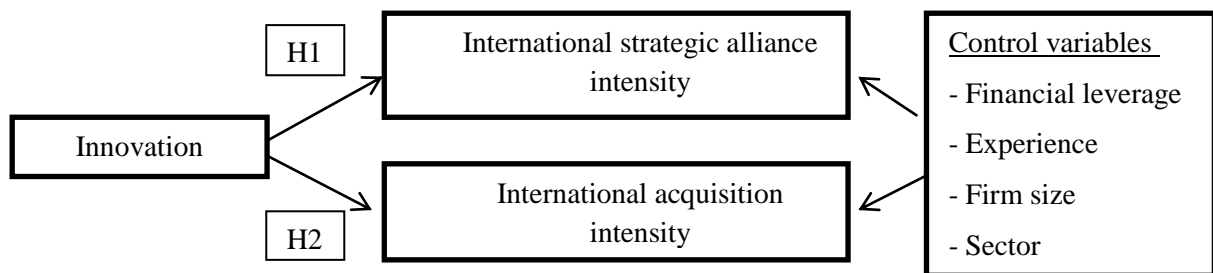 H1
International strategic alliance
intensity
Innovation
International acquisition
intensity
H2
Control variables
- Financial leverage
- Experience
- Firm size
- Sector